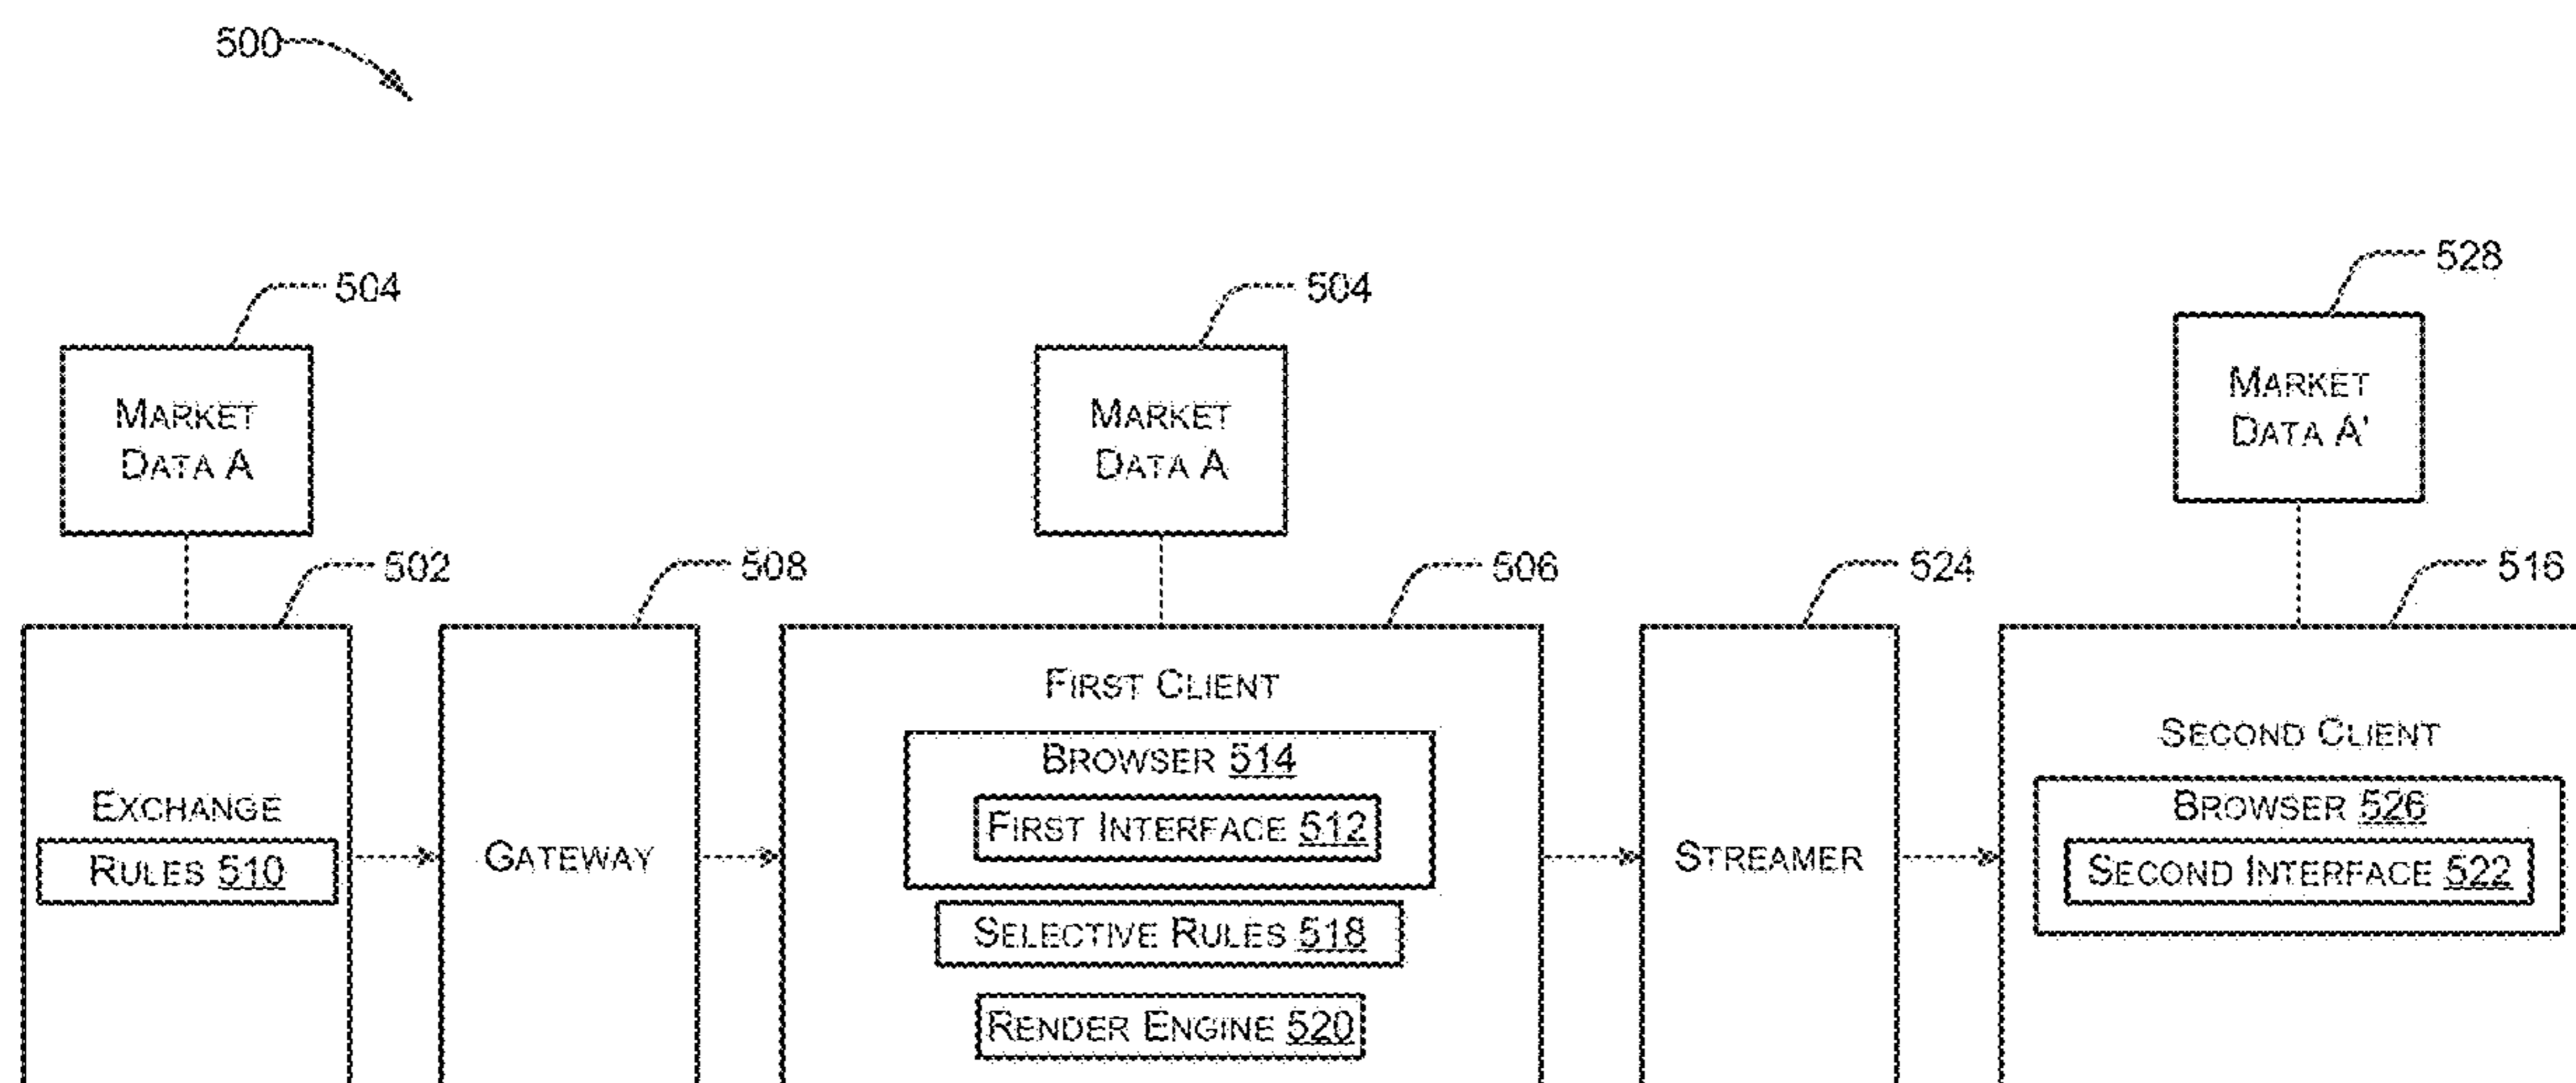 500
504
504
528
MARKET
DATA A
MARKET
DATA A
MARKET
DATA A'
502
508
506
524
516
FIRST CLIENT
SECOND CLIENT
BROWSER 514
FIRST INTERFACE 512
EXCHANGE
RULES 510
GATEWAY
STREAMER
BROWSER 526
SECOND INTERFACE 522
SELECTIVE RULES 518
RENDER ENGINE 520